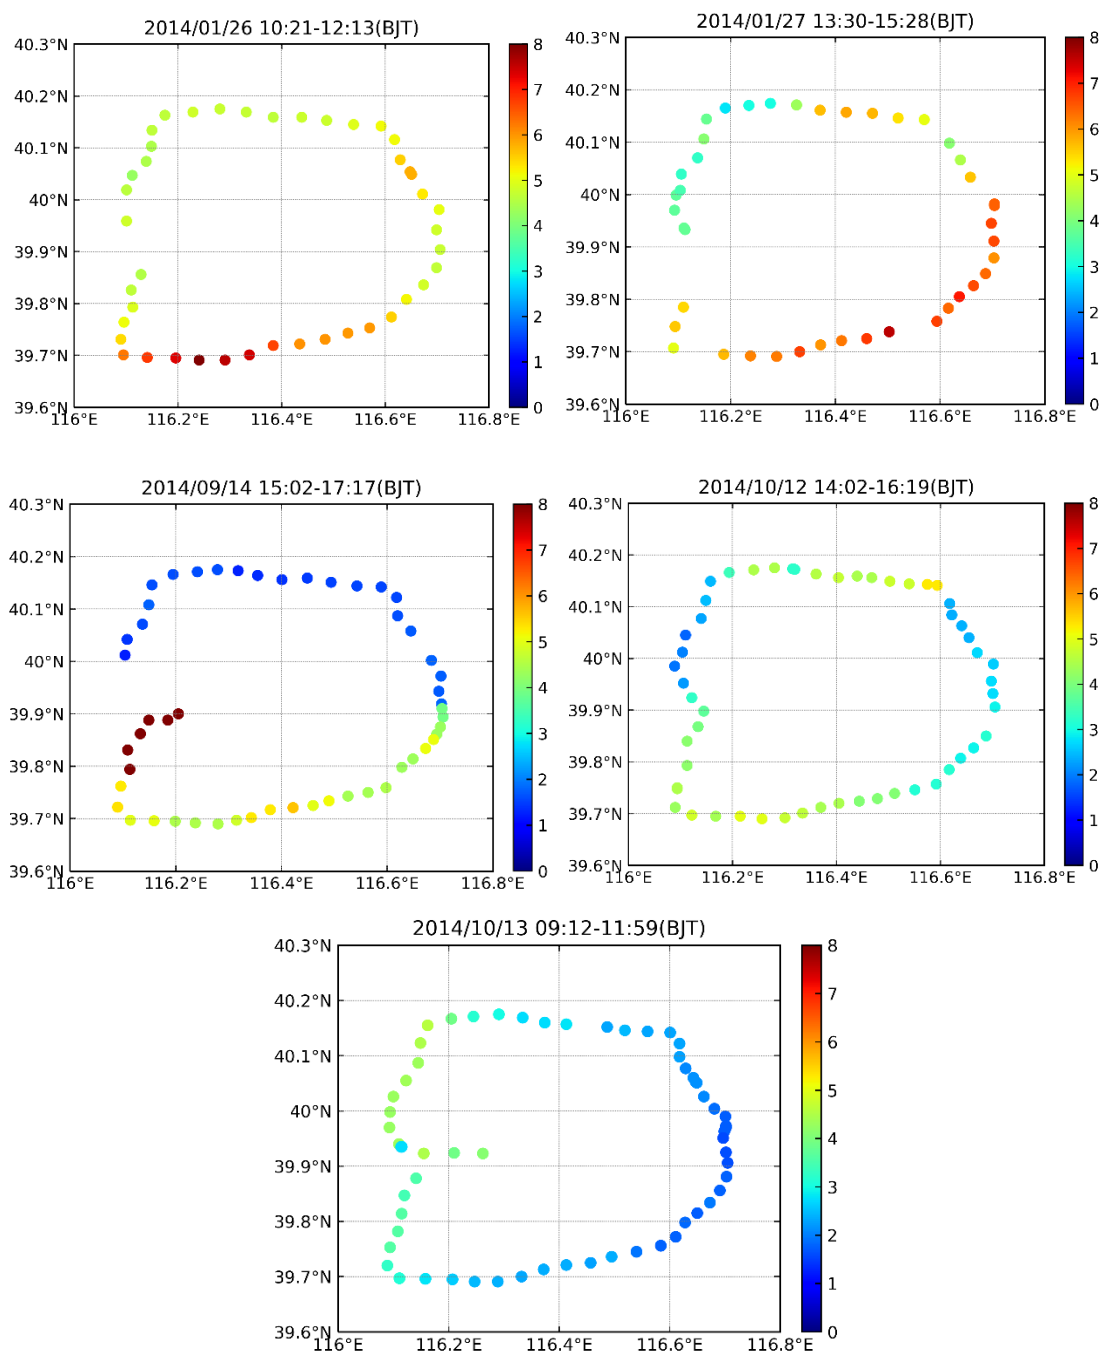 2014/01/26 10:21-12:13(BJT)
40.3°N
40.2°N
40.1°N
40°N
39.9°N
39.8°N
39.7°N
39.6°N
116°E
116.2°E
116.4°E
116.6°E
116.8°E
8
7
6
5
4
3
2
1
0
2014/01/27 13:30-15:28(BJT)
40.3°N
40.2°N
40.1°N
40°N
39.9°N
39.8°N
39.7°N
39.6°N
116°E
116.2°E
116.4°E
116.6°E
116.8°E
8
7
6
5
4
3
2
1
0
2014/09/14 15:02-17:17(BJT)
40.3°N
40.2°N
40.1°N
40°N
39.9°N
39.8°N
39.7°N
39.6°N
116°E
116.2°E
116.4°E
116.6°E
116.8°E
8
7
6
5
4
3
2
1
0
2014/10/12 14:02-16:19(BJT)
40.3°N
40.2°N
40.1°N
40°N
39.9°N
39.8°N
39.7°N
39.6°N
116°E
116.2°E
116.4°E
116.6°E
116.8°E
8
7
6
5
4
3
2
1
0
2014/10/13 09:12-11:59(BJT)
40.3°N
40.2°N
40.1°N
40°N
39.9°N
39.8°N
39.7°N
39.6°N
116°E
116.2°E
116.4°E
116.6°E
116.8°E
8
7
6
5
4
3
2
1
0